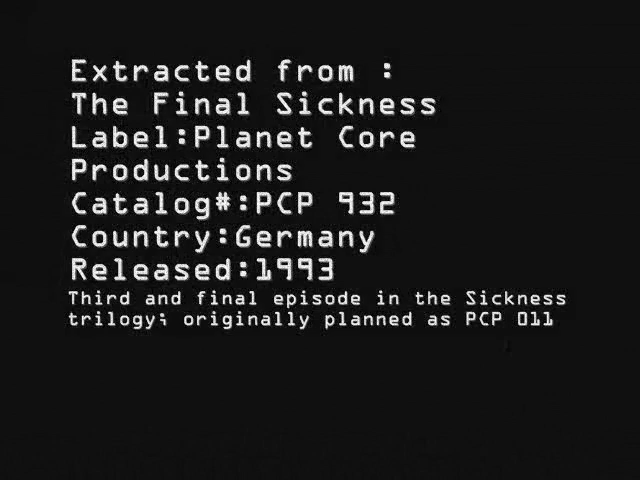 Extracted from :
The Final Sickness
Label:Planet Core
Productions
Catalog#:PCP 932
Country:Germany
Released:1993
Third and final episode in the Sickness
trilogy; originally planned as PCP 011